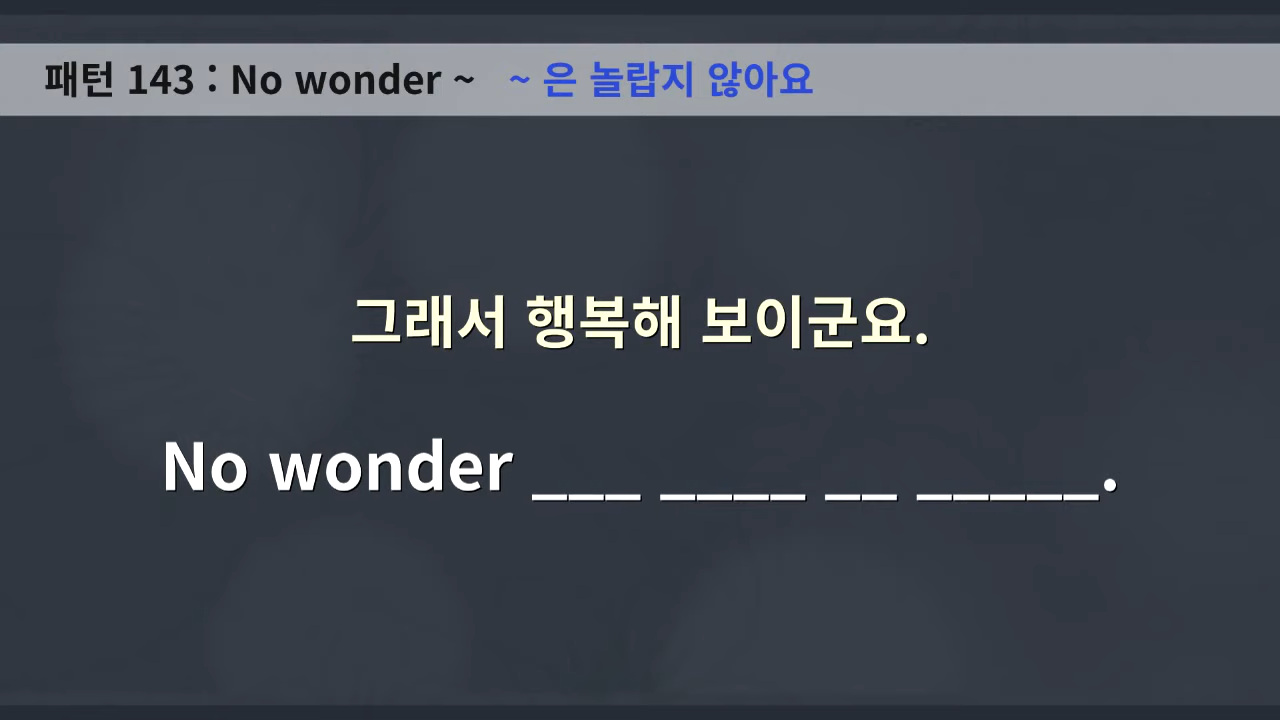 패턴 143 : No wonder ~ ~ 은 놀랍지 않아요
그래서 행복해 보이군요.
No wonder ___ ____ __ _____.